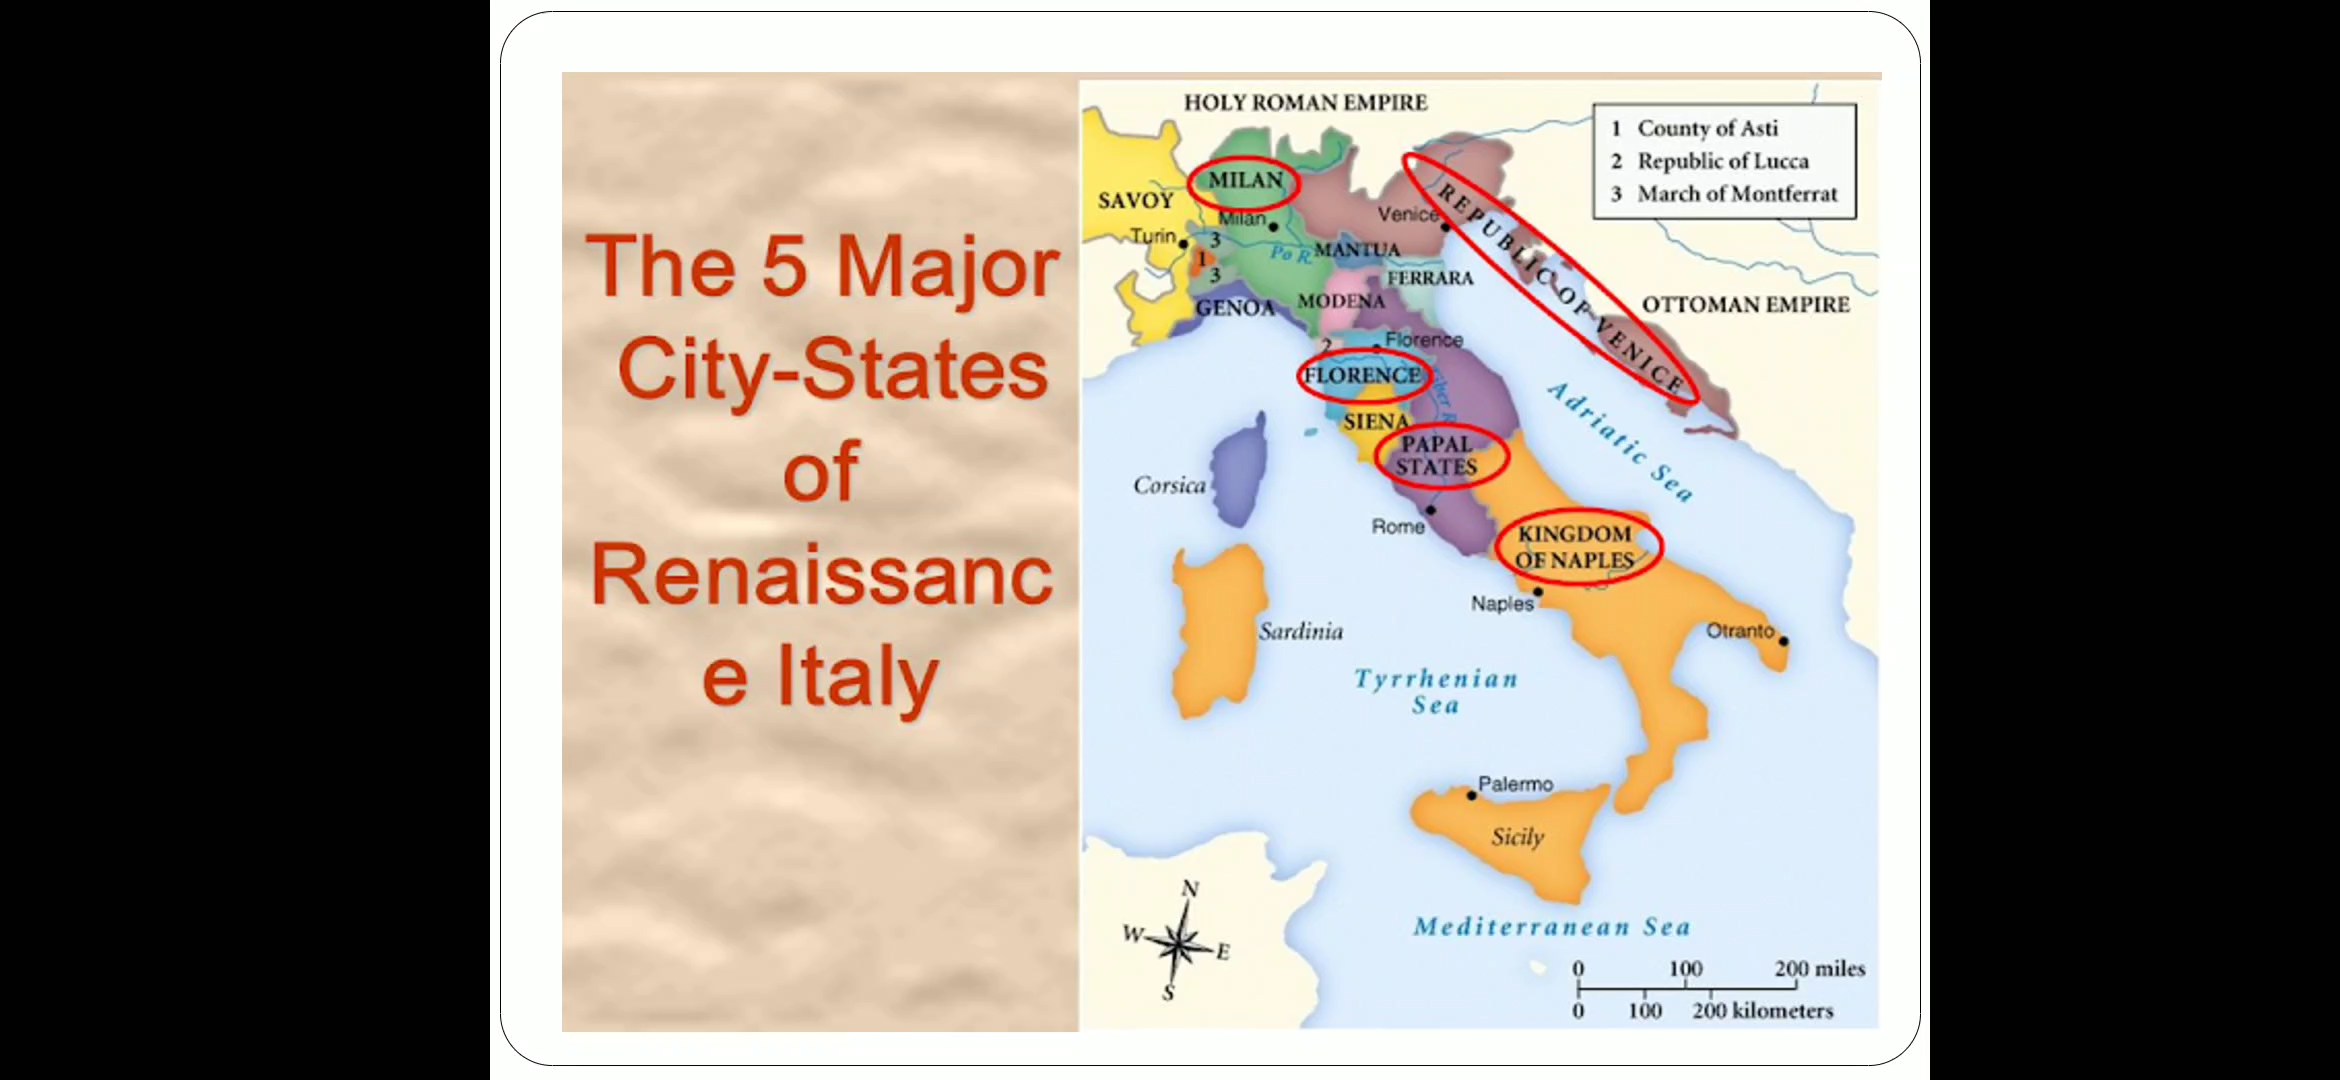 The 5 Major
City-States
of
Renaissanc
e Italy
HOLY ROMAN EMPIRE
1 County of Asti
2 Republic of Lucca
3 March of Montferrat
MILAN
SAVOY
Milan
Venice
REPUBLIC OF VENICE
Turin
3
1
3
Po R.
MANTUA
FERRARA
GENOA
MODENA
OTTOMAN EMPIRE
2
Florence
FLORENCE
SIENA
PAPAL
STATES
Adriatic Sea
Corsica
Rome
KINGDOM
OF NAPLES
Naples
Otranto
Sardinia
Tyrrhenian
Sea
Palermo
Sicily
N
W
E
S
Mediterranean Sea
0 100 200 miles
0 100 200 kilometers